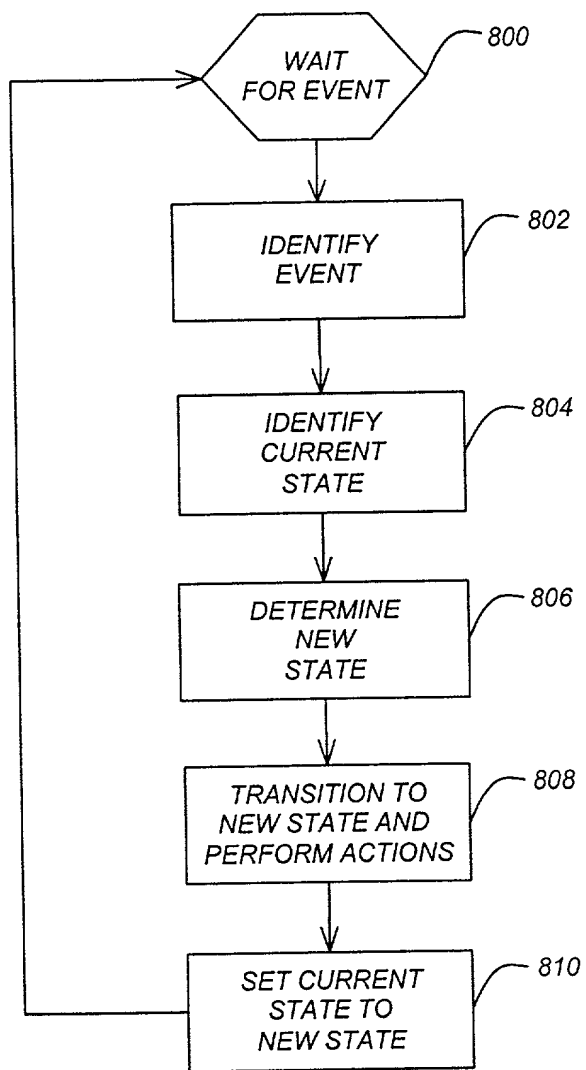 WAIT
FOR EVENT
800
IDENTIFY
EVENT
802
IDENTIFY
CURRENT
STATE
804
DETERMINE
NEW
STATE
806
TRANSITION TO
NEW STATE AND
PERFORM ACTIONS
808
SET CURRENT
STATE TO
NEW STATE
810